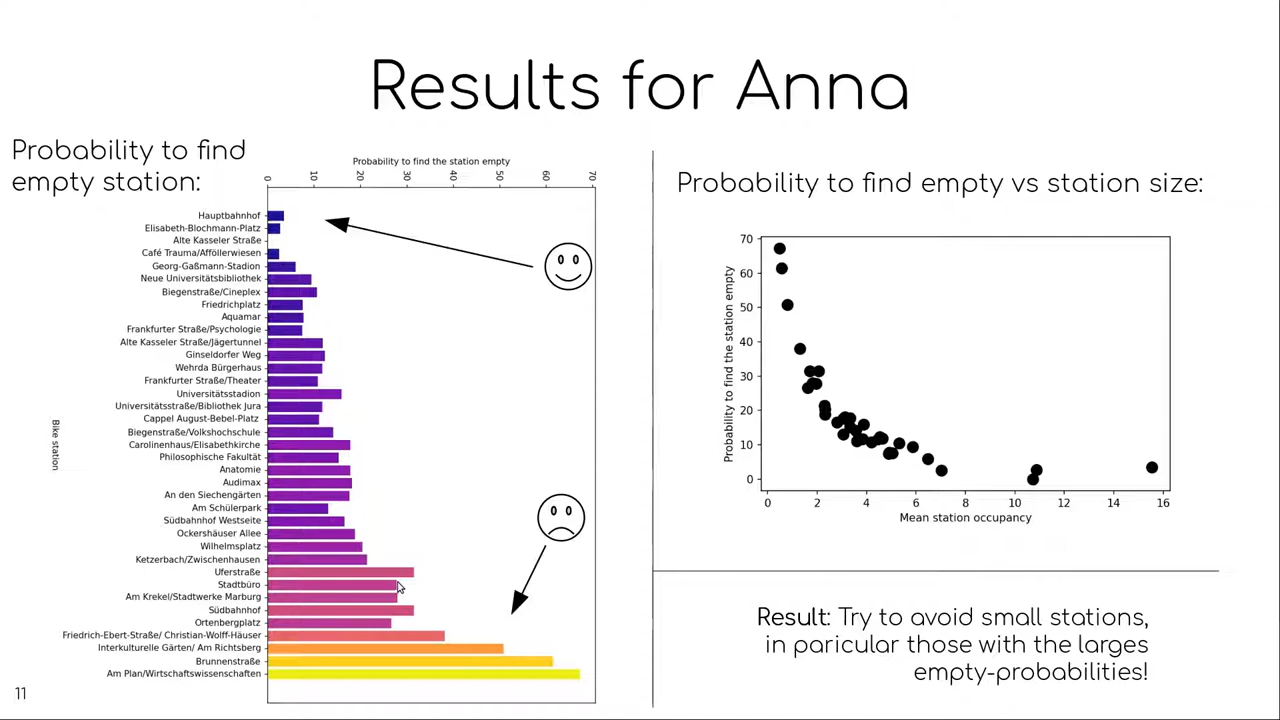 Results for Anna
Probability to find
empty station:
Probability to find the station empty
0 10 20 30 40 50 60 70
Hauptbahnhof
Elisabeth-Blochmann-Platz
Alte Kasseler Straße
Café Trauma/Afföllerwiesen
Georg-Gaßmann-Stadion
Neue Universitätsbibliothek
Biegenstraße/Cineplex
Friedrichplatz
Aquamar
Frankfurter Straße/Psychologie
Alte Kasseler Straße/Jägertunnel
Ginseldorfer Weg
Wehrda Bürgerhaus
Frankfurter Straße/Theater
Universitätsstadion
Universitätsstraße/Bibliothek Jura
Cappel August-Bebel-Platz
Biegenstraße/Volkshochschule
Carolinenhaus/Elisabethkirche
Philosophische Fakultät
Anatomie
Audimax
An den Siechengärten
Am Schülerpark
Südbahnhof Westseite
Ockershäuser Allee
Wilhelmsplatz
Ketzerbach/Zwischenhausen
Uferstraße
Stadtbüro
Am Krekel/Stadtwerke Marburg
Südbahnhof
Ortenbergplatz
Friedrich-Ebert-Straße/ Christian-Wolff-Häuser
Interkulturelle Gärten/ Am Richtsberg
Brunnenstraße
Am Plan/Wirtschaftswissenschaften
Bike station
11
Probability to find empty vs station size:
Probability to find the station empty
70
60
50
40
30
20
10
0
0 2 4 6 8 10 12 14 16
Mean station occupancy
Result: Try to avoid small stations,
in paricular those with the larges
empty-probabilities!